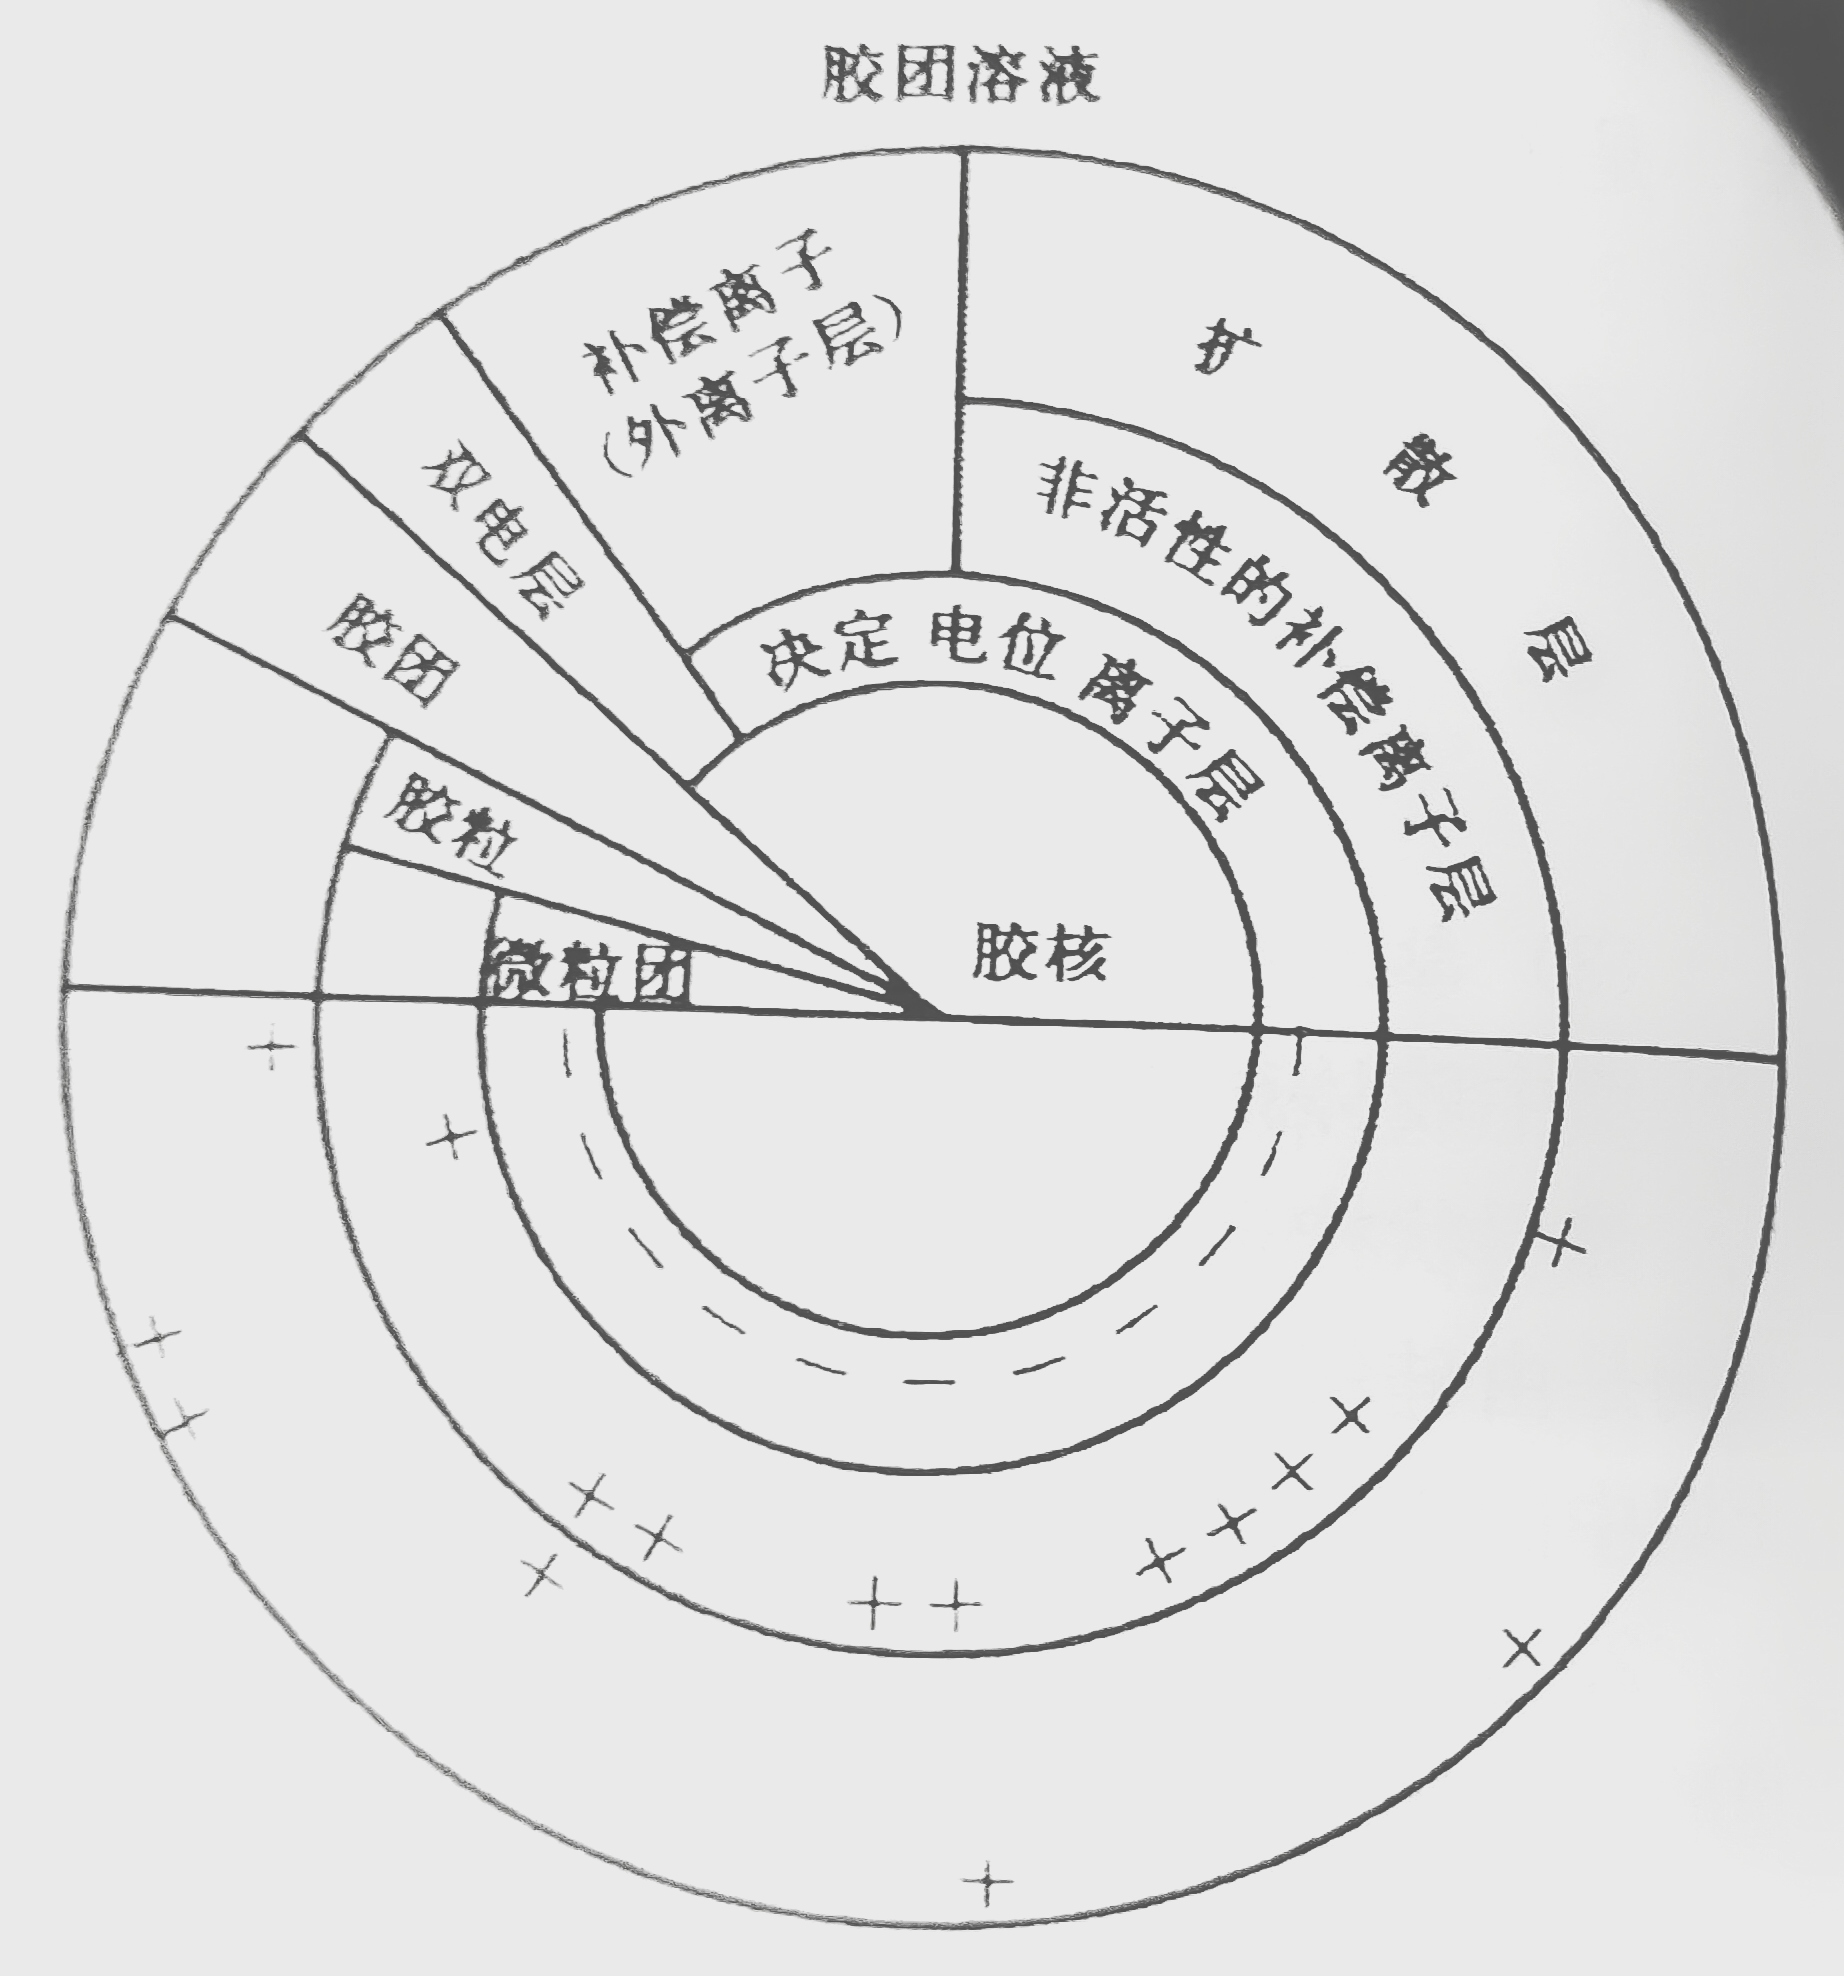 胶团溶液
补偿离子
(外离子层)
扩散层
双电层
非活性的补偿离子层
胶团
决定电位离子层
胶粒
微粒团
胶核